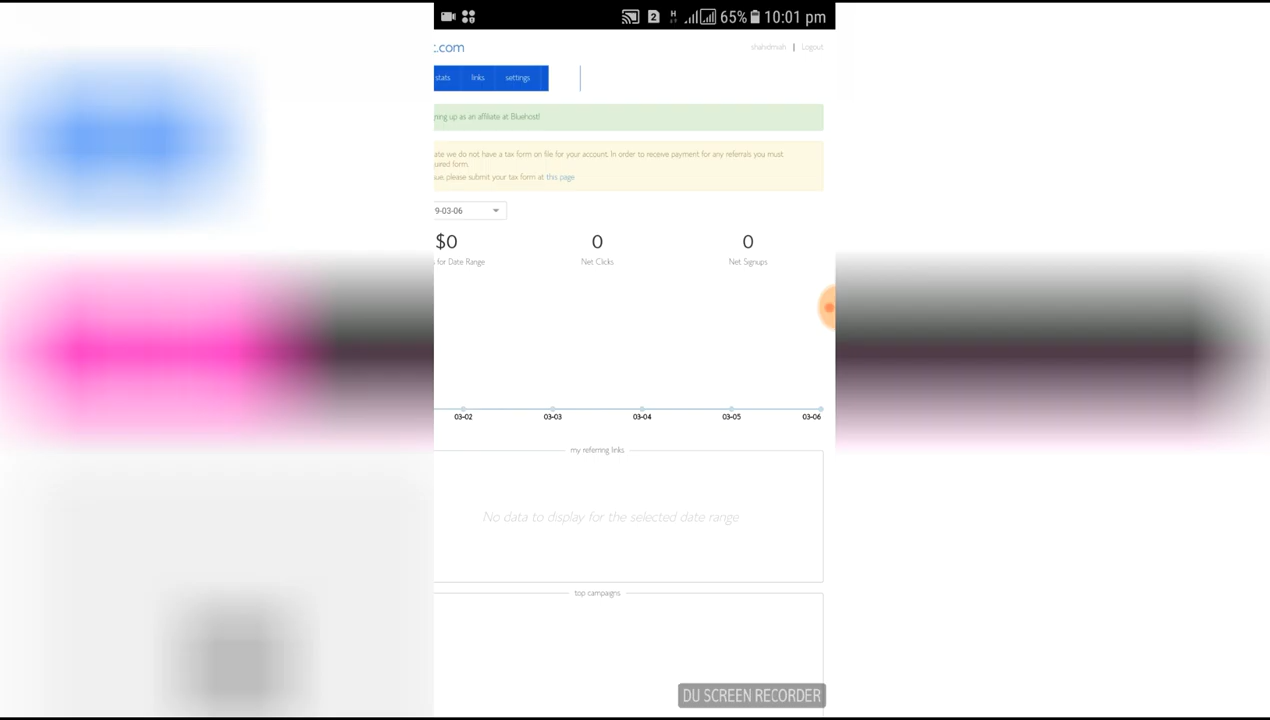 2 H 65% 10:01 pm
t.com shahidmiah | Logout
stats links settings
ning up as an affiliate at Bluehost!
ate we do not have a tax form on file for your account. In order to receive payment for any referrals you must
uired form.
ue, please submit your tax form at this page
9-03-06
$0 0 0
for Date Range Net Clicks Net Signups
03-02 03-03 03-04 03-05 03-06
my referring links
No data to display for the selected date range
top campaigns
DU SCREEN RECORDER